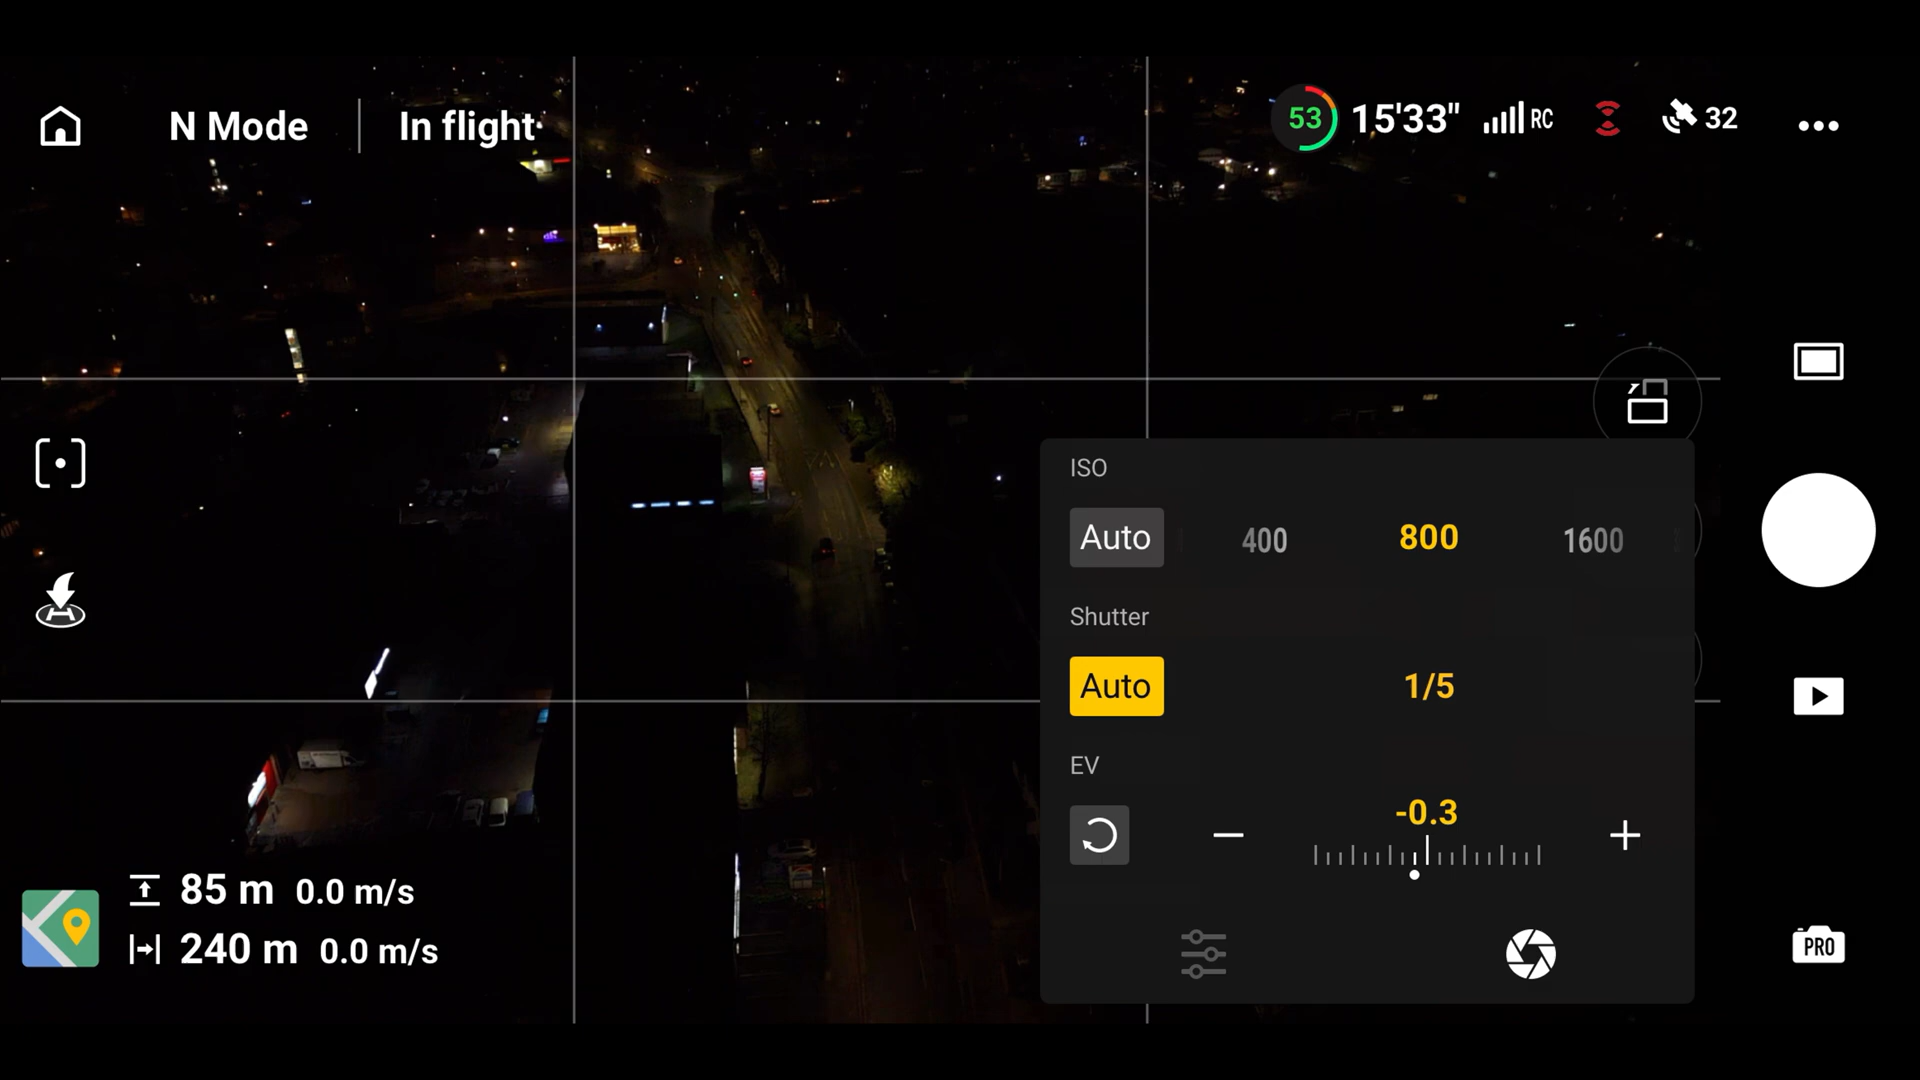 N Mode
In flight
53
15'33"
RC
32
ISO
Auto
400
800
1600
Shutter
Auto
1/5
EV
-0.3
85 m 0.0 m/s
240 m 0.0 m/s
PRO